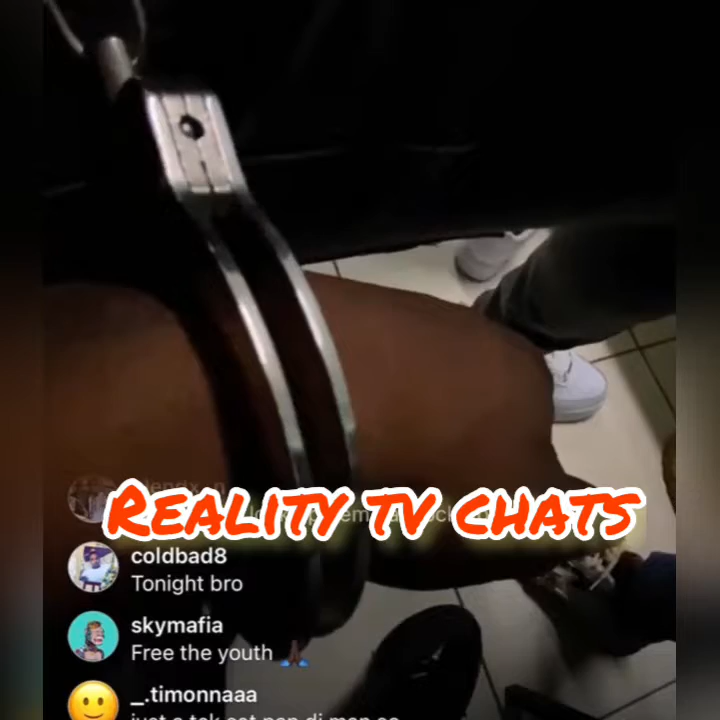 REALITY TV CHATS
coldbad8
Tonight bro
skymafia
Free the youth 🙏🏾
_.timonnaaa